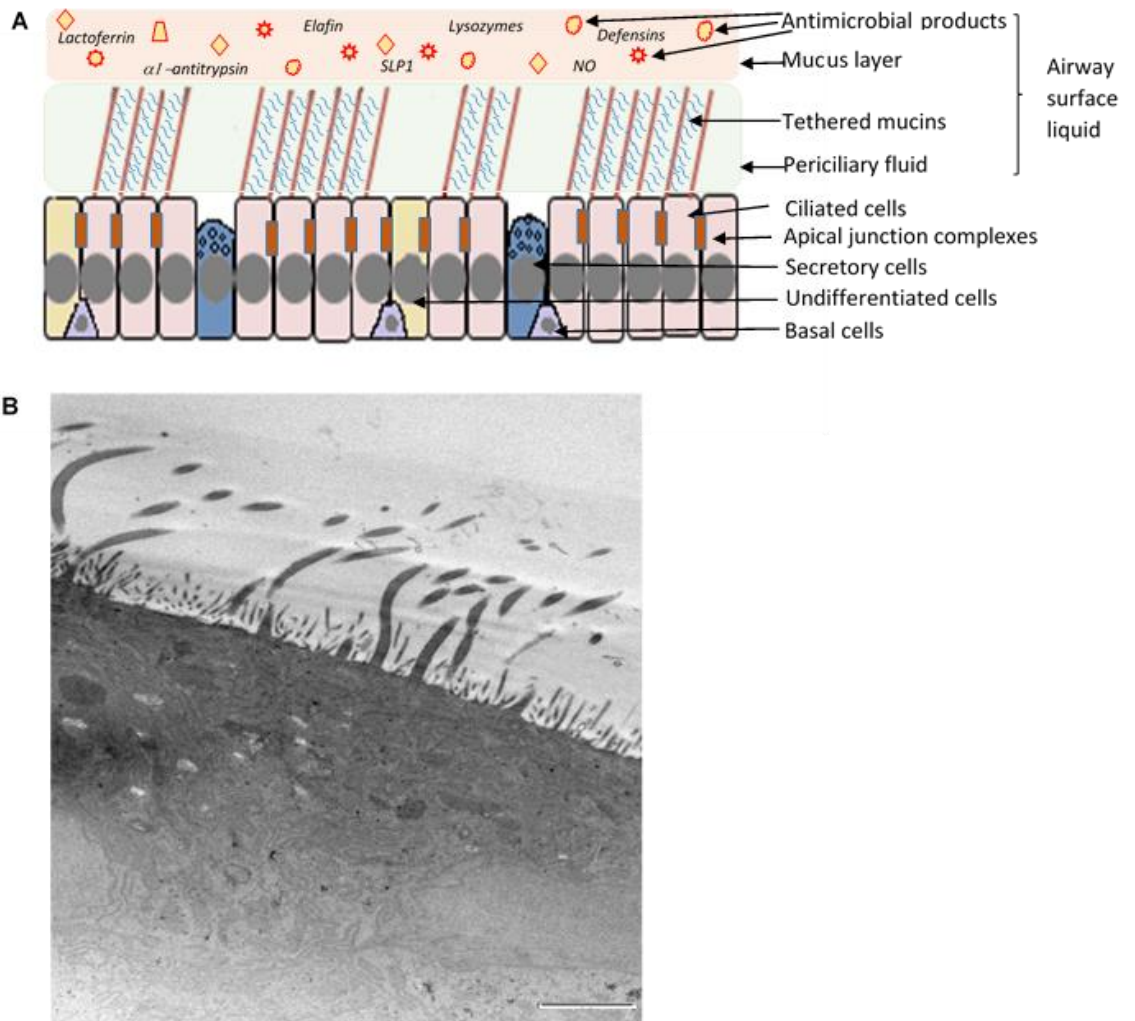 A
Lactoferrin
Elafin
Lysozymes
Defensins
α1 -antitrypsin
SLP1
NO
Antimicrobial products
Mucus layer
Tethered mucins
Periciliary fluid
Airway
surface
liquid
Ciliated cells
Apical junction complexes
Secretory cells
Undifferentiated cells
Basal cells
B